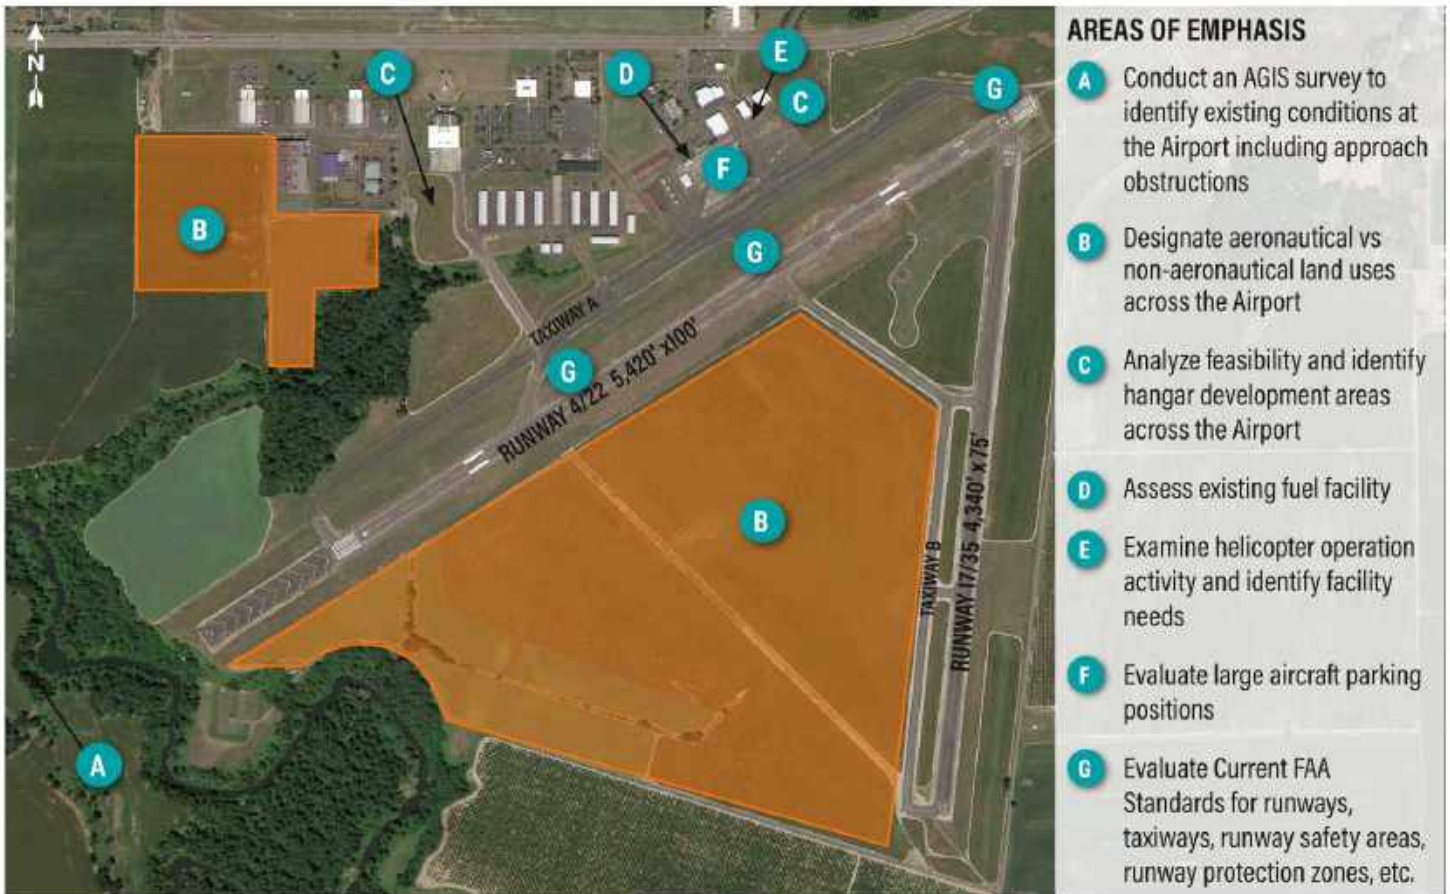 N
C
D
E
C
G
F
B
G
TAXIWAY A
G
RUNWAY 4/22 5,420' x100'
B
TAXIWAY B
RUNWAY 17/35 4,340' x 75'
A
AREAS OF EMPHASIS
A Conduct an AGIS survey to
identify existing conditions at
the Airport including approach
obstructions
B Designate aeronautical vs
non-aeronautical land uses
across the Airport
C Analyze feasibility and identify
hangar development areas
across the Airport
D Assess existing fuel facility
E Examine helicopter operation
activity and identify facility
needs
F Evaluate large aircraft parking
positions
G Evaluate Current FAA
Standards for runways,
taxiways, runway safety areas,
runway protection zones, etc.